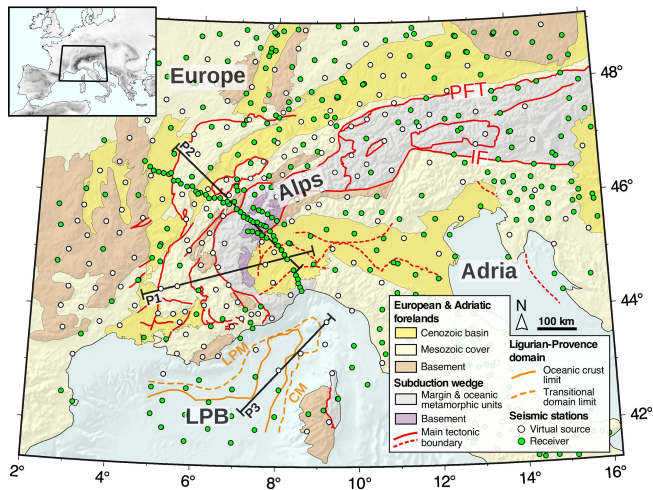 Europe
PFT
48°
P2
IF
Alps
46°
Adria
P1
44°
LPM
CM
LPB
P3
42°
2°
4°
6°
8°
10°
12°
14°
16°
European & Adriatic
forelands
Cenozoic basin
Mesozoic cover
Basement
Subduction wedge
Margin & oceanic
metamorphic units
Basement
Main tectonic
boundary
N
100 km
Ligurian-Provence
domain
Oceanic crust
limit
Transitional
domain limit
Seismic stations
Virtual source
Receiver